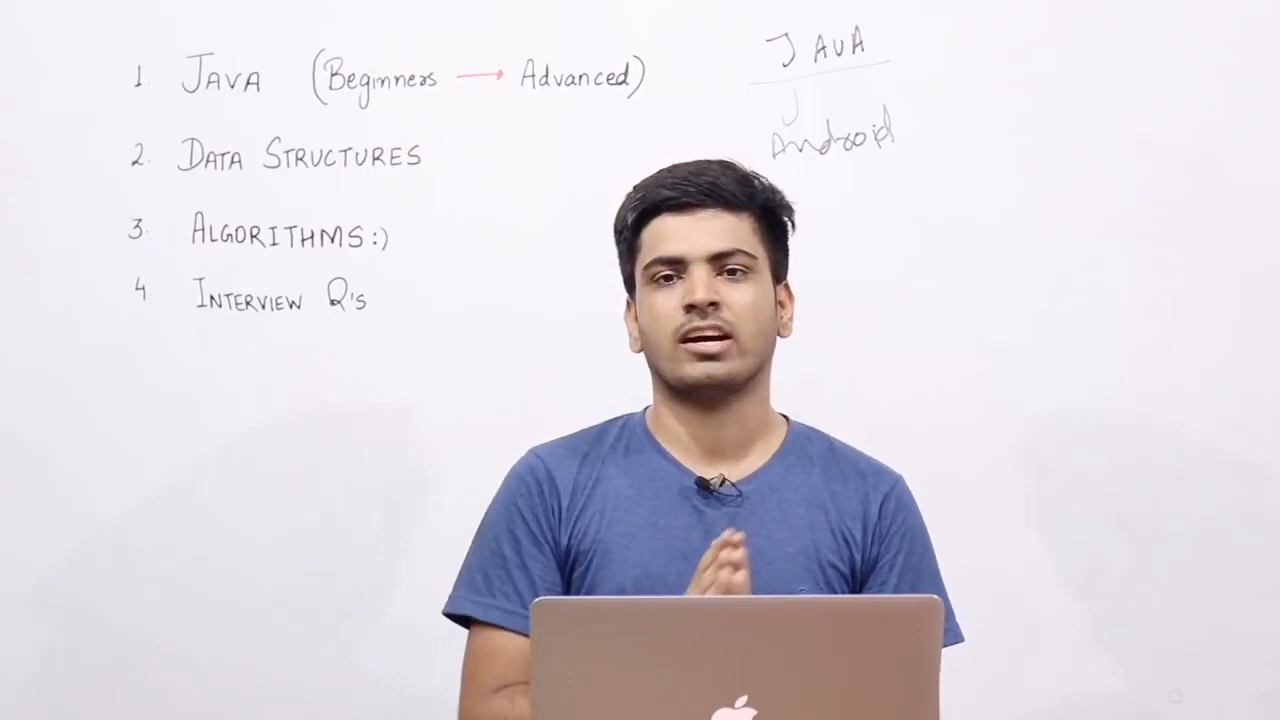 1. JAVA (Beginners → Advanced)
2. DATA STRUCTURES
3. ALGORITHMS:)
4 INTERVIEW Q's
JAVA
J
Android